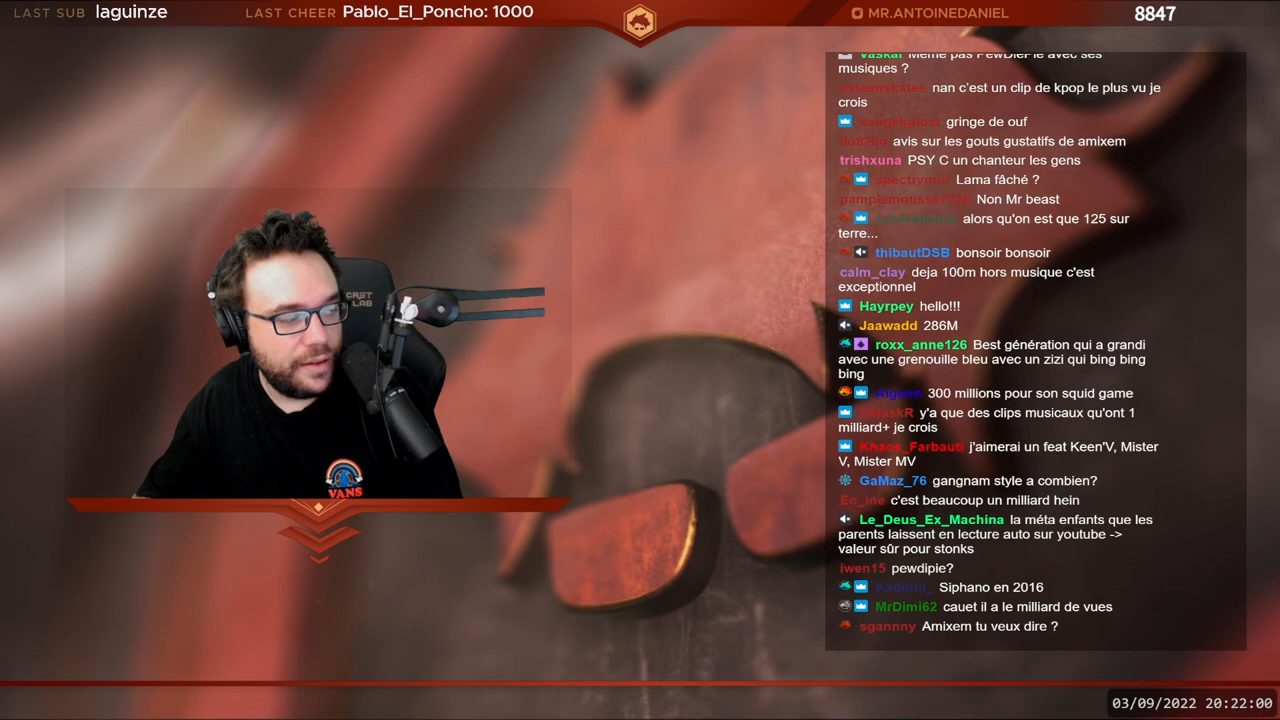 LAST SUB laguinze
LAST CHEER Pablo_El_Poncho: 1000
MR.ANTOINEDANIEL
8847
Vaskar Même pas PewDiePie avec ses
musiques ?
nan c'est un clip de kpop le plus vu je
crois
xangelghost gringe de ouf
avis sur les gouts gustatifs de amixem
trishxuna PSY C un chanteur les gens
Lama fâché ?
Non Mr beast
alors qu'on est que 125 sur
terre...
thibautDSB bonsoir bonsoir
calm_clay deja 100m hors musique c'est
exceptionnel
Hayrpey hello!!!
Jaawadd 286M
roxx_anne126 Best génération qui a grandi
avec une grenouille bleu avec un zizi qui bing bing
bing
300 millions pour son squid game
DMaskR y'a que des clips musicaux qu'ont 1
milliard+ je crois
Khaos_Farbauti j'aimerai un feat Keen'V, Mister
V, Mister MV
GaMaz_76 gangnam style a combien?
Eo_ine c'est beaucoup un milliard hein
Le_Deus_Ex_Machina la méta enfants que les
parents laissent en lecture auto sur youtube ->
valeur sûr pour stonks
iwen15 pewdipie?
Siphano en 2016
MrDimi62 cauet il a le milliard de vues
sgannny Amixem tu veux dire ?
CRET
LAB
VANS
03/09/2022 20:22:00